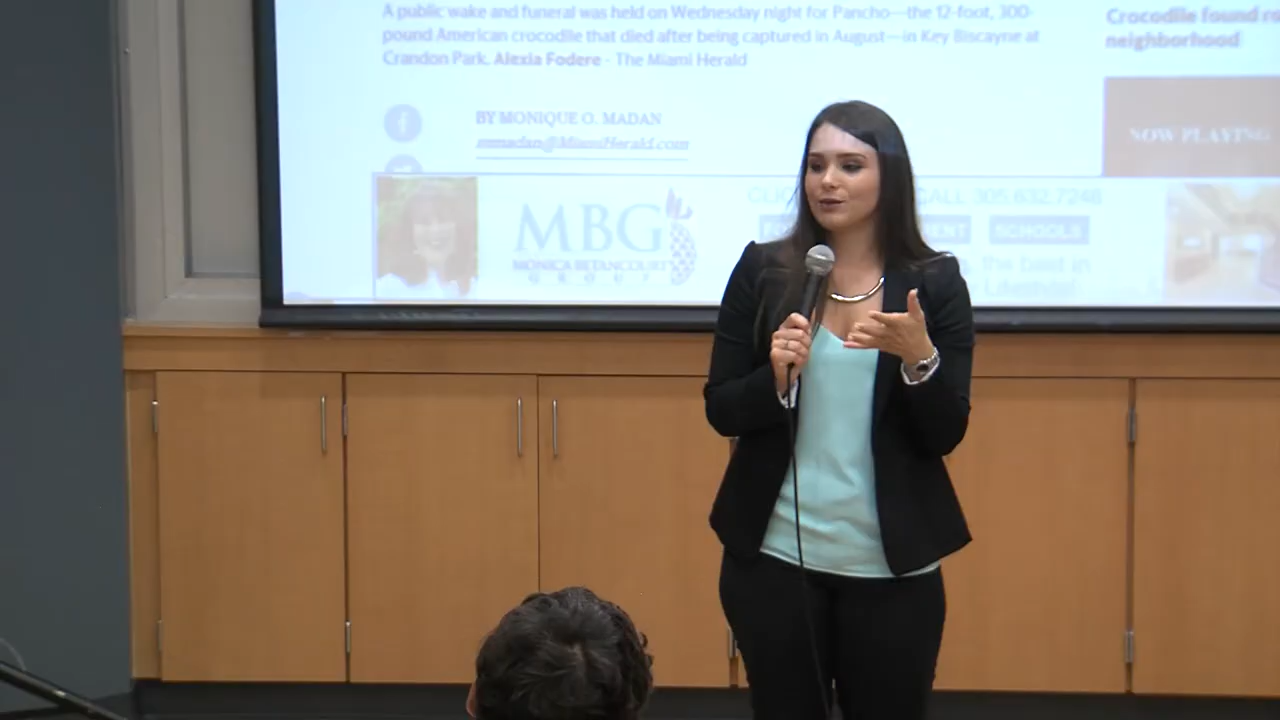 A public wake and funeral was held on Wednesday night for Pancho—the 12-foot, 300-
pound American crocodile that died after being captured in August—in Key Biscayne at
Crandon Park. Alexia Fodere - The Miami Herald
Crocodile found
neighborhood
BY MONIQUE O. MADAN
mmadan@MiamiHerald.com
NOW PLAYING
MBG
MONICA BETANCOURT
GROUP
CALL 305.632.7248
SCHOOLS
the best in